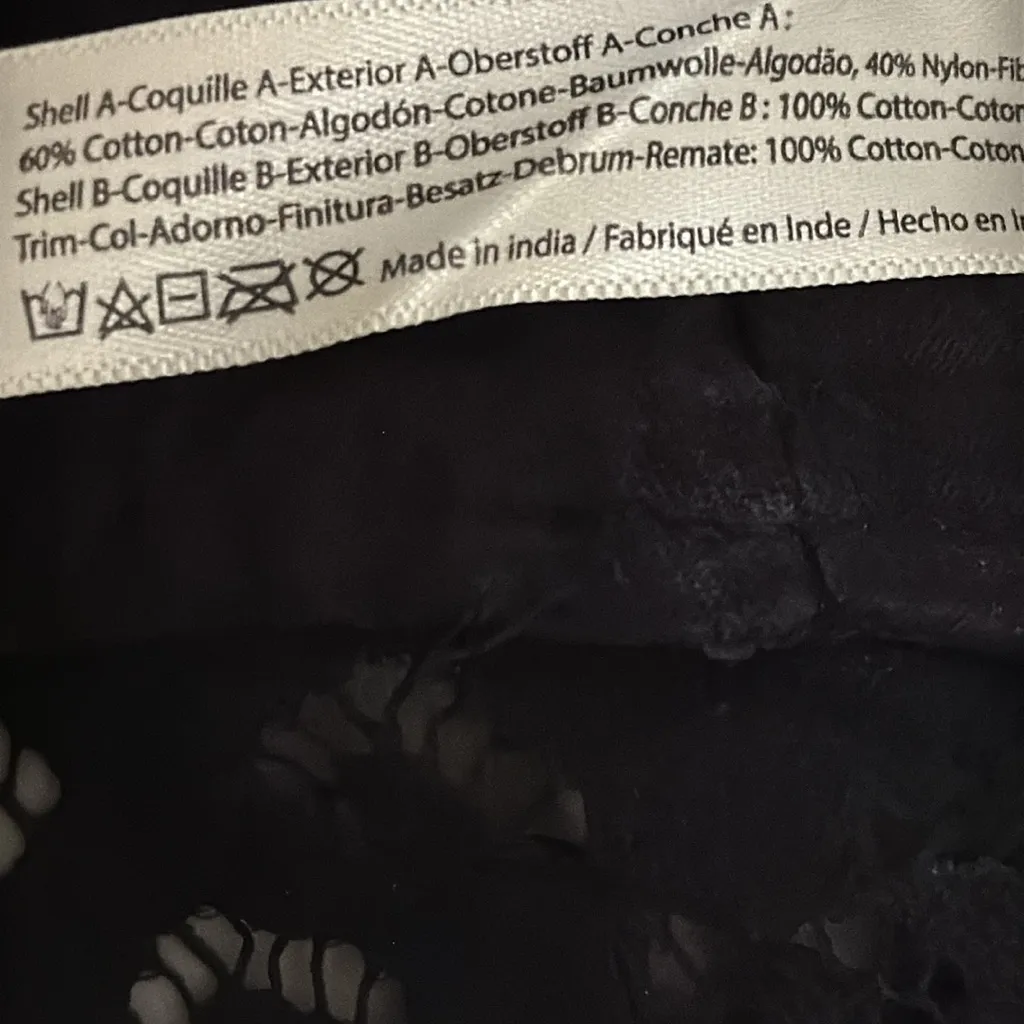 Shell A-Coquille A-Exterior A-Oberstoff A-Conche A:
60% Cotton-Coton-Algodón-Cotone-Baumwolle-Algodão, 40% Nylon-Fib
Shell B-Coquille B-Exterior B-Oberstoff B-Conche B: 100% Cotton-Coton
Trim-Col-Adorno-Finitura-Besatz-Debrum-Remate: 100% Cotton-Coton
Made in india / Fabriqué en Inde / Hecho en In